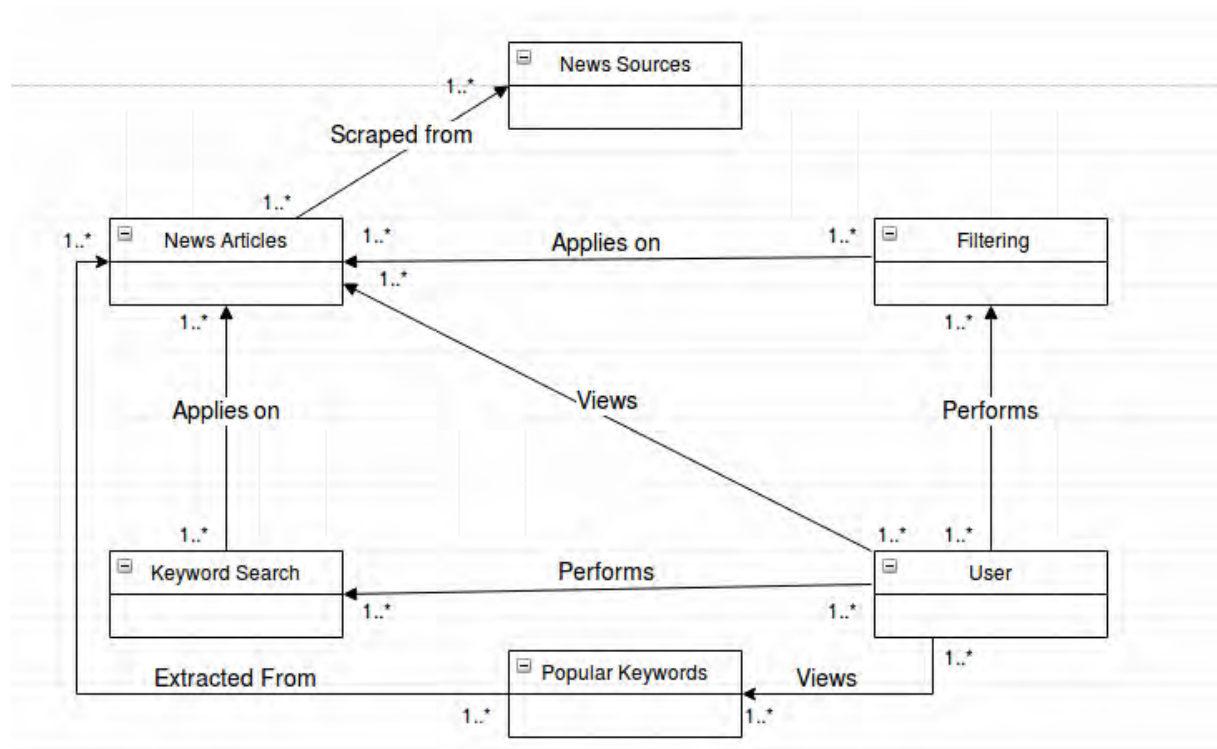 News Sources
1..*
Scraped from
1..*
1..*
News Articles
1..*
Applies on
1..*
Filtering
1..*
1..*
1..*
Views
Applies on
Performs
1..*
1..*
1..*
Keyword Search
Performs
User
1..*
1..*
1..*
Extracted From
Popular Keywords
Views
1..*
1..*